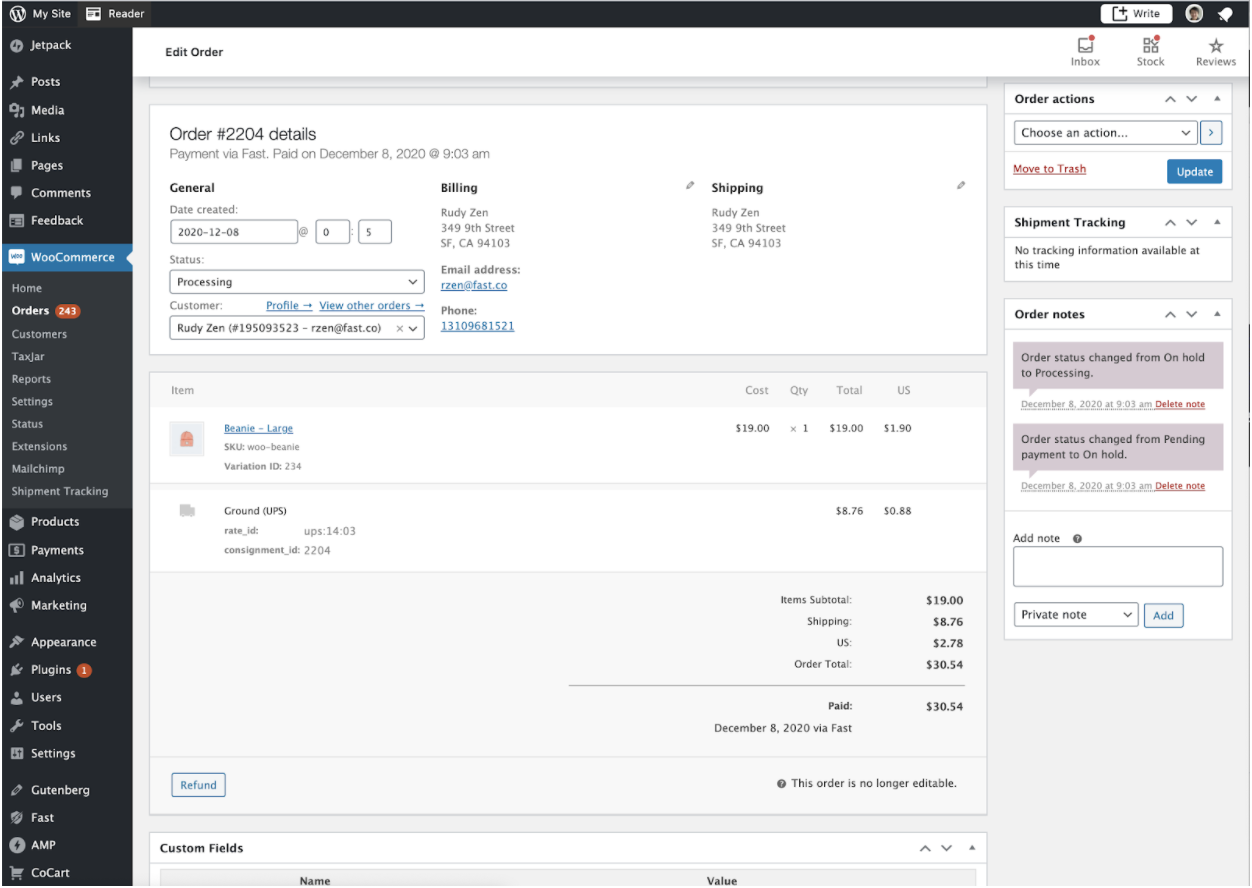 My Site Reader Write
Jetpack
Posts
Media
Links
Pages
Comments
Feedback
WooCommerce
Home
Orders 243
Customers
TaxJar
Reports
Settings
Status
Extensions
Mailchimp
Shipment Tracking
Products
Payments
Analytics
Marketing
Appearance
Plugins 1
Users
Tools
Settings
Gutenberg
Fast
AMP
CoCart
Edit Order
Inbox Stock Reviews
Order #2204 details
Payment via Fast. Paid on December 8, 2020 @ 9:03 am
General
Date created:
2020-12-08 @ 0 : 5
Status:
Processing
Customer: Profile → View other orders →
Rudy Zen (#195093523 – rzen@fast.co) ×
Billing
Rudy Zen
349 9th Street
SF, CA 94103
Email address:
rzen@fast.co
Phone:
13109681521
Shipping
Rudy Zen
349 9th Street
SF, CA 94103
Item Cost Qty Total US
Beanie – Large $19.00 × 1 $19.00 $1.90
SKU: woo-beanie
Variation ID: 234
Ground (UPS) $8.76 $0.88
rate_id: ups:14:03
consignment_id: 2204
Items Subtotal: $19.00
Shipping: $8.76
US: $2.78
Order Total: $30.54
Paid: $30.54
December 8, 2020 via Fast
Refund
This order is no longer editable.
Custom Fields
Name Value
Order actions
Choose an action...
Move to Trash Update
Shipment Tracking
No tracking information available at
this time
Order notes
Order status changed from On hold
to Processing.
December 8, 2020 at 9:03 am Delete note
Order status changed from Pending
payment to On hold.
December 8, 2020 at 9:03 am Delete note
Add note
Private note Add